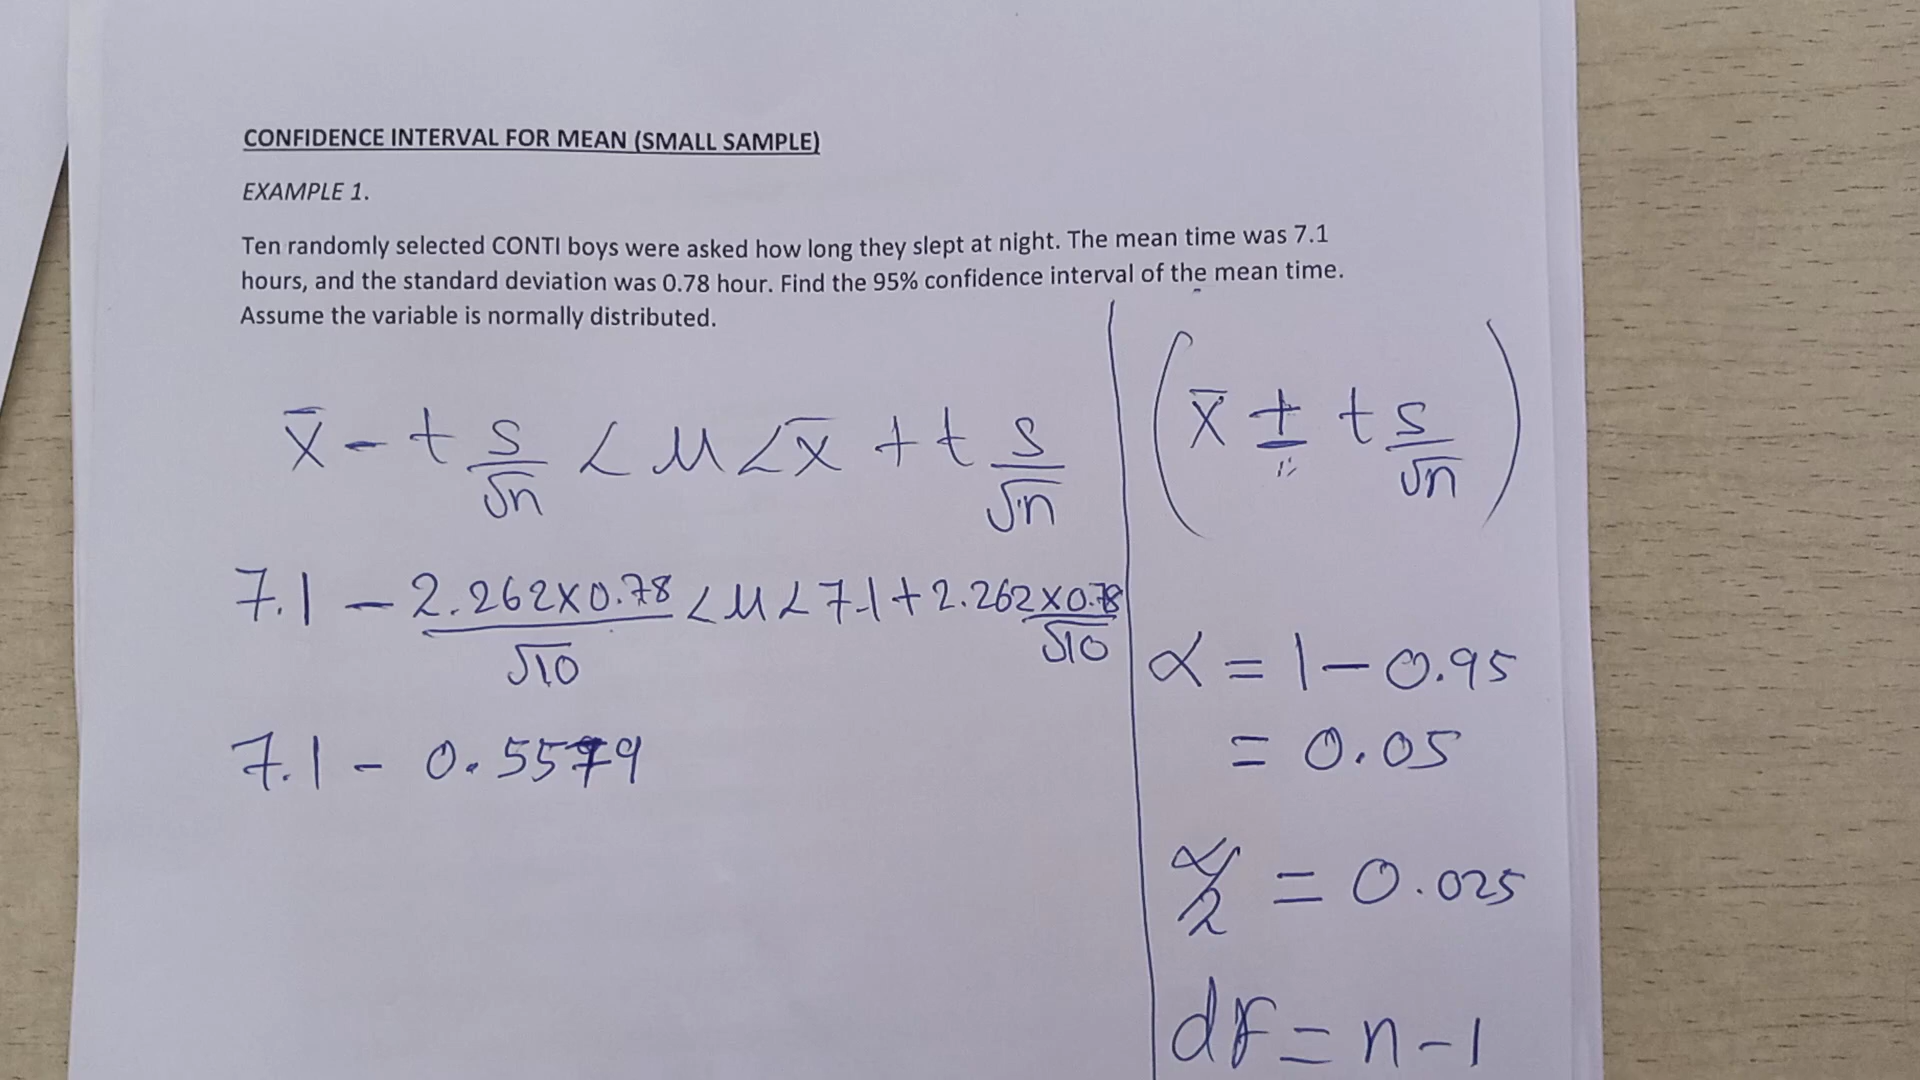 CONFIDENCE INTERVAL FOR MEAN (SMALL SAMPLE)
EXAMPLE 1.
Ten randomly selected CONTI boys were asked how long they slept at night. The mean time was 7.1
hours, and the standard deviation was 0.78 hour. Find the 95% confidence interval of the mean time.
Assume the variable is normally distributed.
x̄ - t s/√n < μ < x̄ + t s/√n
7.1 - 2.262×0.78/√10 < μ < 7.1 + 2.262×0.78/√10
7.1 - 0.5579
(x̄ ± t s/√n)
α = 1 - 0.95
= 0.05
α/2 = 0.025
df = n - 1